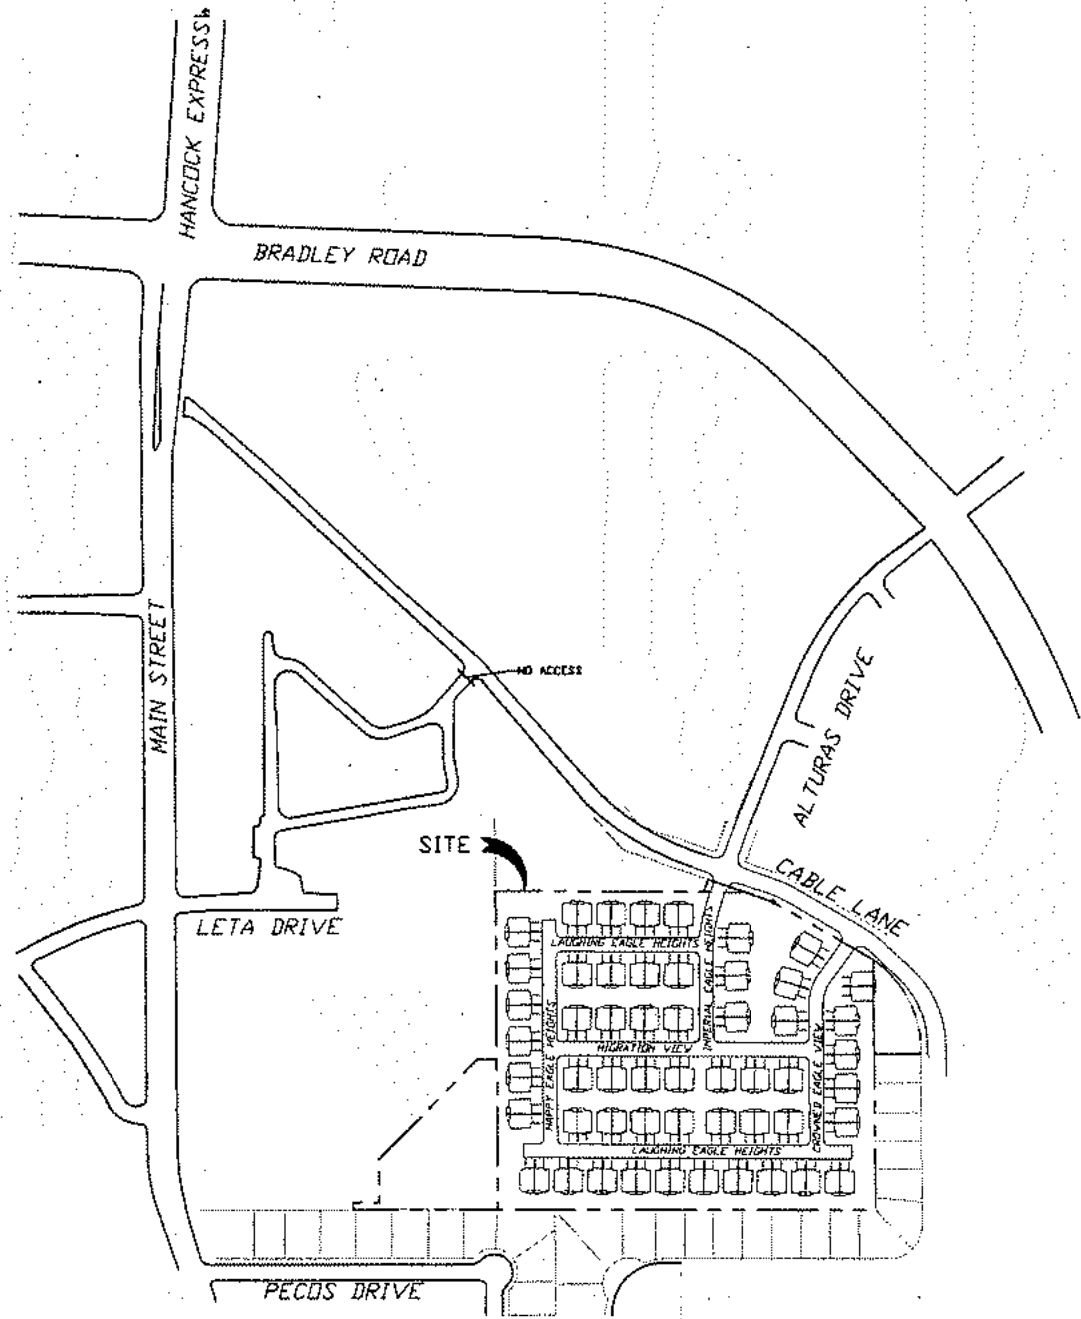 HANCOCK EXPRESSW
BRADLEY ROAD
MAIN STREET
NO ACCESS
ALTURAS DRIVE
SITE
CABLE LANE
LETA DRIVE
LAUGHING EAGLE HEIGHTS
IMPERIAL EAGLE HEIGHTS
HAPPY EAGLE HEIGHTS
MIGRATION VIEW
CROWNED EAGLE VIEW
LAUGHING EAGLE HEIGHTS
PECOS DRIVE